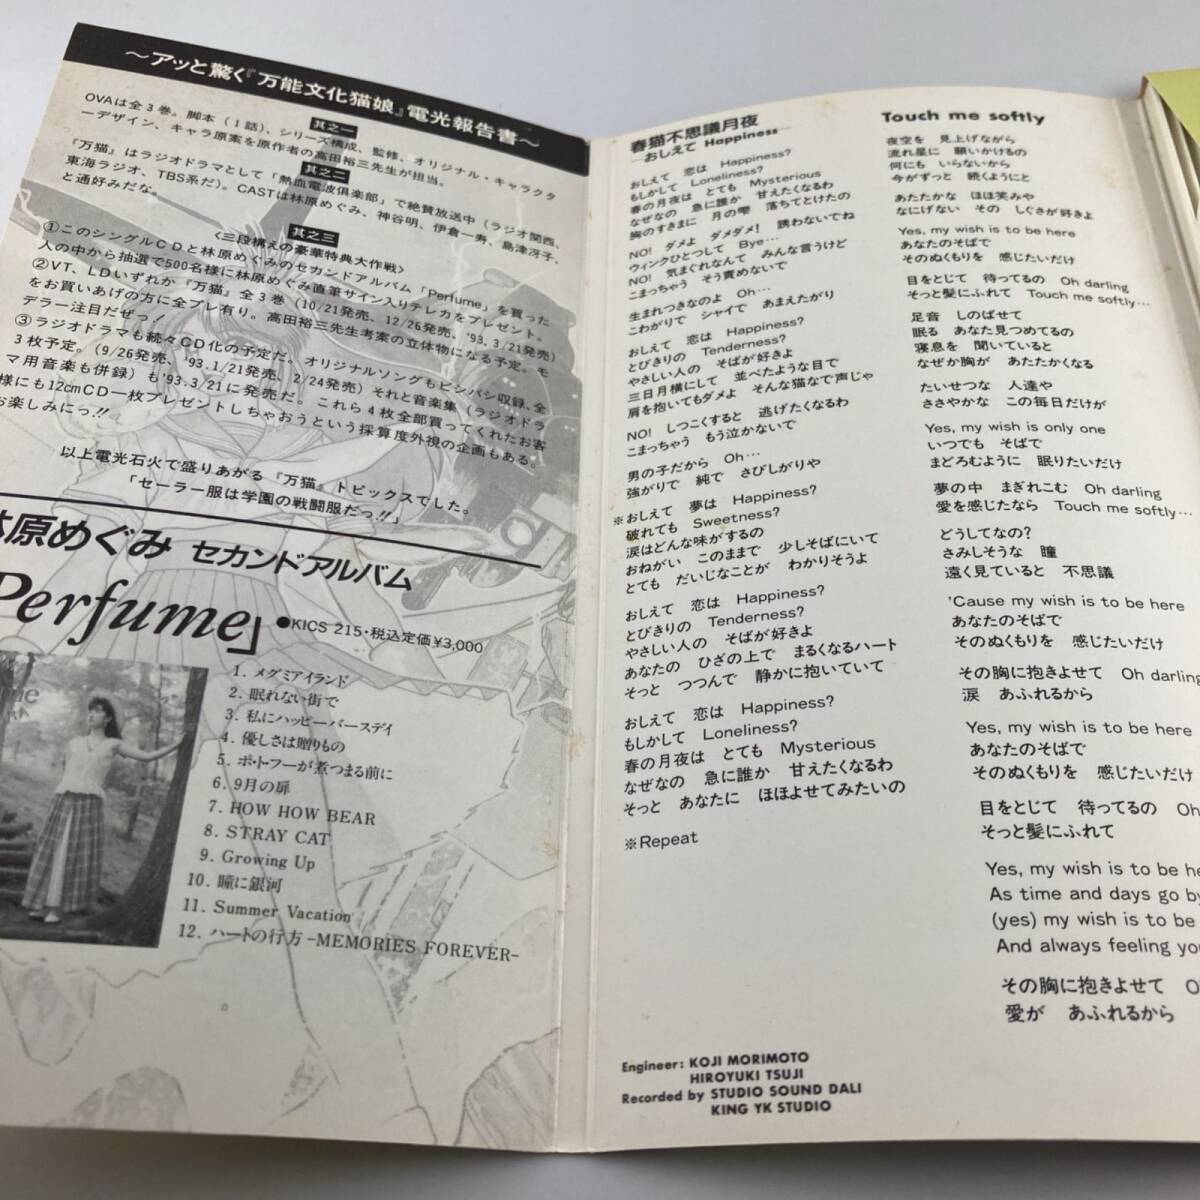 ～アッと驚く『万能文化猫娘』電光報告書～
其之一
OVAは全3巻。脚本(1話)、シリーズ構成、監修、オリジナル・キャラクタ
ーデザイン、キャラ原案を原作者の高田裕三先生が担当。
其之二
『万猫』はラジオドラマとして「熱血電波倶楽部」で絶賛放送中(ラジオ関西、
東海ラジオ、TBS系だ)。CASTは林原めぐみ、神谷明、伊倉一寿、島津冴子、
と通好みだな。
其之三
〈三段構えの豪華特典大作戦〉
①このシングルCDと林原めぐみのセカンドアルバム「Perfume」を買った
人の中から抽選で500名様に林原めぐみ直筆サイン入りテレカをプレゼント。
②VT、LDいずれか『万猫』全3巻(10/21発売、12/26発売、'93.3/21発売)
をお買いあげの方に全プレ有り。高田裕三先生考案の立体物になる予定。モ
デラー注目だぜっ!
③ラジオドラマも続々CD化の予定だ。オリジナルソングもビシバシ収録、全
3枚予定。(9/26発売、'93.1/21発売、2/24発売)それと音楽集(ラジオドラ
マ用音楽も併録)も'93.3/21に発売だ。これら4枚全部買ってくれたお客
様にも12cmCD一枚プレゼントしちゃおうという採算度外視の企画もある。
お楽しみにっ!!
以上電光石火で盛りあがる『万猫』トピックスでした。
「セーラー服は学園の戦闘服だっ!!」
林原めぐみ セカンドアルバム
Perfume」●KICS 215・税込定価¥3,000
1. メグミアイランド
2. 眠れない街で
3. 私にハッピーバースデイ
4. 優しさは贈りもの
5. ポ・トフーが煮つまる前に
6. 9月の扉
7. HOW HOW BEAR
8. STRAY CAT
9. Growing Up
10. 瞳に銀河
11. Summer Vacation
12. ハートの行方-MEMORIES FOREVER-
春猫不思議月夜
―おしえて Happiness―
おしえて 恋は Happiness?
もしかして Loneliness?
春の月夜は とても Mysterious
なぜなの 急に誰か 甘えたくなるわ
胸のすきまに 月の雫 落ちてとけたの
NO! ダメよ ダメダメ! 誘わないでね
ウィンクひとつして Bye…
NO! 気まぐれなんて みんな言うけど
こまっちゃう そう責めないで
生まれつきなのよ Oh…
こわがりで シャイで あまえたがり
おしえて 恋は Happiness?
とびきりの Tenderness?
やさしい人の そばが好きよ
三日月横にして 並べたような目で
肩を抱いてもダメよ そんな猫なで声じゃ
NO! しつこくすると 逃げたくなるわ
こまっちゃう もう泣かないで
男の子だから Oh…
強がりで 純で さびしがりや
※おしえて 夢は Happiness?
破れても Sweetness?
涙はどんな味がするの
おねがい このままで 少しそばにいて
とても だいじなことが わかりそうよ
おしえて 恋は Happiness?
とびきりの Tenderness?
やさしい人の そばが好きよ
あなたの ひざの上で まるくなるハート
そっと つつんで 静かに抱いていて
おしえて 恋は Happiness?
もしかして Loneliness?
春の月夜は とても Mysterious
なぜなの 急に誰か 甘えたくなるわ
そっと あなたに ほほよせてみたいの
※Repeat
Engineer: KOJI MORIMOTO
HIROYUKI TSUJI
Recorded by STUDIO SOUND DALI
KING YK STUDIO
Touch me softly
夜空を 見上げながら
流れ星に 願いかけるの
何にも いらないから
今がずっと 続くようにと
あたたかな ほほ笑みや
なにげない その しぐさが好きよ
Yes, my wish is to be here
あなたのそばで
そのぬくもりを 感じたいだけ
目をとじて 待ってるの Oh darling
そっと髪にふれて Touch me softly…
足音 しのばせて
眠る あなた見つめてるの
寝息を 聞いていると
なぜか胸が あたたかくなる
たいせつな 人達や
ささやかな この毎日だけが
Yes, my wish is only one
いつでも そばで
まどろむように 眠りたいだけ
夢の中 まぎれこむ Oh darling
愛を感じたなら Touch me softly…
どうしてなの?
さみしそうな 瞳
遠く見ていると 不思議
'Cause my wish is to be here
あなたのそばで
そのぬくもりを 感じたいだけ
その胸に抱きよせて Oh darling
涙 あふれるから
Yes, my wish is to be here
あなたのそばで
そのぬくもりを 感じたいだけ
目をとじて 待ってるの Oh
そっと髪にふれて
Yes, my wish is to be he
As time and days go by
(yes) my wish is to be
And always feeling you
その胸に抱きよせて O
愛が あふれるから